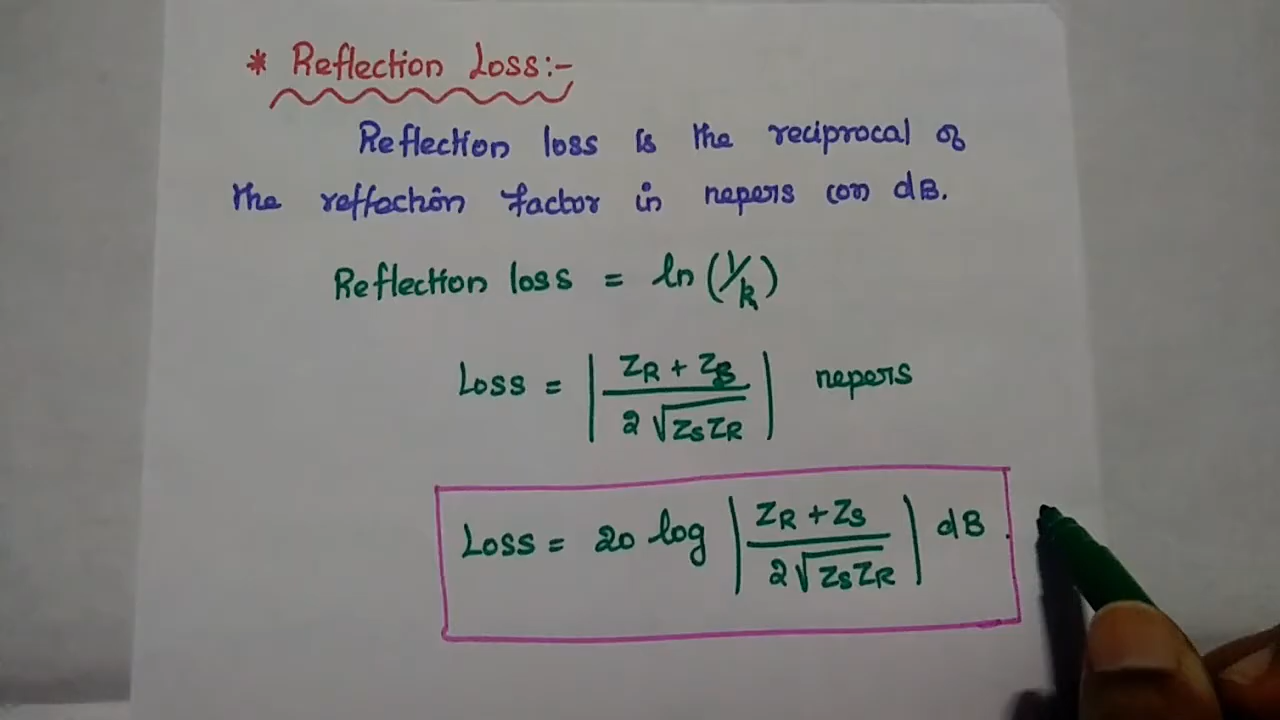 * Reflection Loss:-
Reflection loss is the reciprocal of
the reflection factor in nepers (or) dB.
Reflection loss = ln (1/k)
Loss = | ZR + ZS / 2 √ZSZR | nepers
Loss = 20 log | ZR + ZS / 2 √ZSZR | dB.